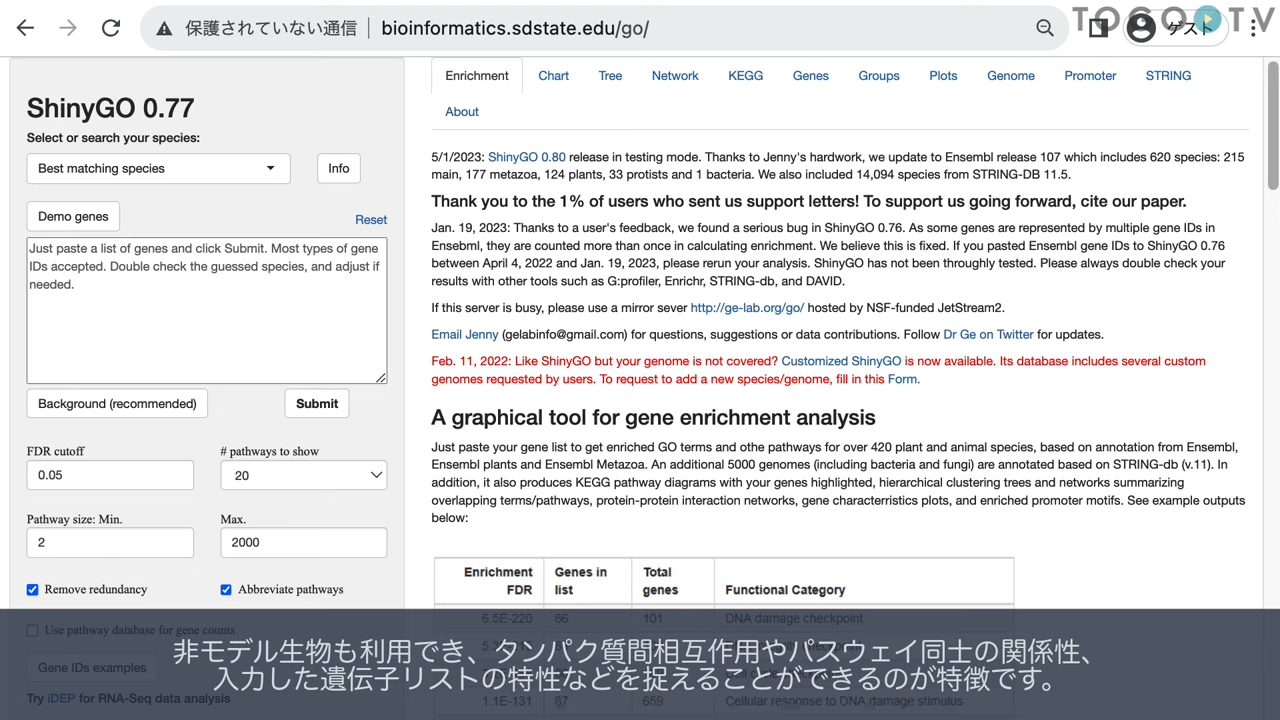 保護されていない通信 bioinformatics.sdstate.edu/go/
TOGOTV
ゲスト
ShinyGO 0.77
Select or search your species:
Best matching species
Info
Demo genes
Reset
Just paste a list of genes and click Submit. Most types of gene
IDs accepted. Double check the guessed species, and adjust if
needed.
Background (recommended)
Submit
FDR cutoff
# pathways to show
0.05
20
Pathway size: Min.
Max.
2
2000
Remove redundancy
Abbreviate pathways
Use pathway database for gene counts
Gene IDs examples
Try iDEP for RNA-Seq data analysis
Enrichment Chart Tree Network KEGG Genes Groups Plots Genome Promoter STRING
About
5/1/2023: ShinyGO 0.80 release in testing mode. Thanks to Jenny's hardwork, we update to Ensembl release 107 which includes 620 species: 215
main, 177 metazoa, 124 plants, 33 protists and 1 bacteria. We also included 14,094 species from STRING-DB 11.5.
Thank you to the 1% of users who sent us support letters! To support us going forward, cite our paper.
Jan. 19, 2023: Thanks to a user's feedback, we found a serious bug in ShinyGO 0.76. As some genes are represented by multiple gene IDs in
Ensebml, they are counted more than once in calculating enrichment. We believe this is fixed. If you pasted Ensembl gene IDs to ShinyGO 0.76
between April 4, 2022 and Jan. 19, 2023, please rerun your analysis. ShinyGO has not been throughly tested. Please always double check your
results with other tools such as G:profiler, Enrichr, STRING-db, and DAVID.
If this server is busy, please use a mirror sever http://ge-lab.org/go/ hosted by NSF-funded JetStream2.
Email Jenny (gelabinfo@gmail.com) for questions, suggestions or data contributions. Follow Dr Ge on Twitter for updates.
Feb. 11, 2022: Like ShinyGO but your genome is not covered? Customized ShinyGO is now available. Its database includes several custom
genomes requested by users. To request to add a new species/genome, fill in this Form.
A graphical tool for gene enrichment analysis
Just paste your gene list to get enriched GO terms and othe pathways for over 420 plant and animal species, based on annotation from Ensembl,
Ensembl plants and Ensembl Metazoa. An additional 5000 genomes (including bacteria and fungi) are annotated based on STRING-db (v.11). In
addition, it also produces KEGG pathway diagrams with your genes highlighted, hierarchical clustering trees and networks summarizing
overlapping terms/pathways, protein-protein interaction networks, gene characterristics plots, and enriched promoter motifs. See example outputs
below:
Enrichment FDR Genes in list Total genes Functional Category
6.5E-220 86 101 DNA damage checkpoint
1.1E-131 87 659 Cellular response to DNA damage stimulus
非モデル生物も利用でき、タンパク質間相互作用やパスウェイ同士の関係性、
入力した遺伝子リストの特性などを捉えることができるのが特徴です。